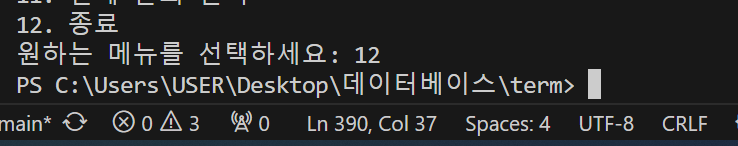 12. 종료
원하는 메뉴를 선택하세요: 12
PS C:\Users\USER\Desktop\데이터베이스\term>
main* 0 3 0 Ln 390, Col 37 Spaces: 4 UTF-8 CRLF